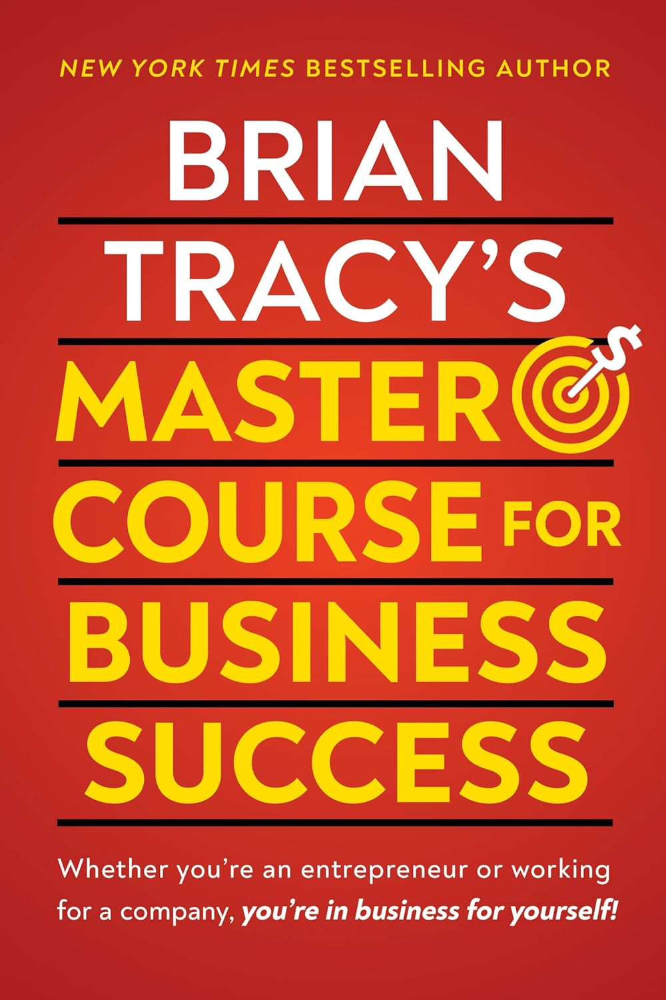 NEW YORK TIMES BESTSELLING AUTHOR
BRIAN
TRACY’S
MASTER
COURSE FOR
BUSINESS
SUCCESS
Whether you’re an entrepreneur or working
for a company, you’re in business for yourself!